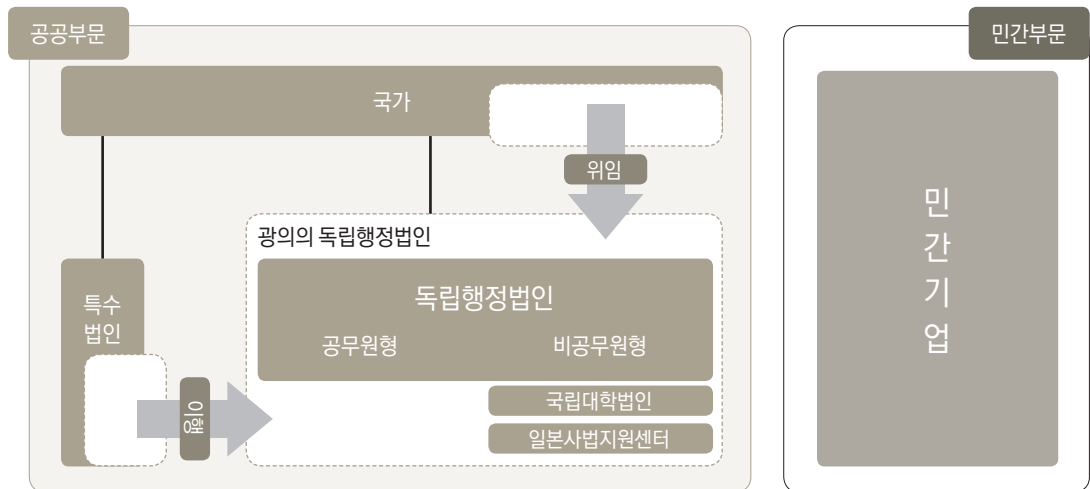 공공부문
민간부문
국가
위임
광의의 독립행정법인
특수
법인
독립행정법인
공무원형
비공무원형
이행
국립대학법인
일본사법지원센터
민
간
기
업